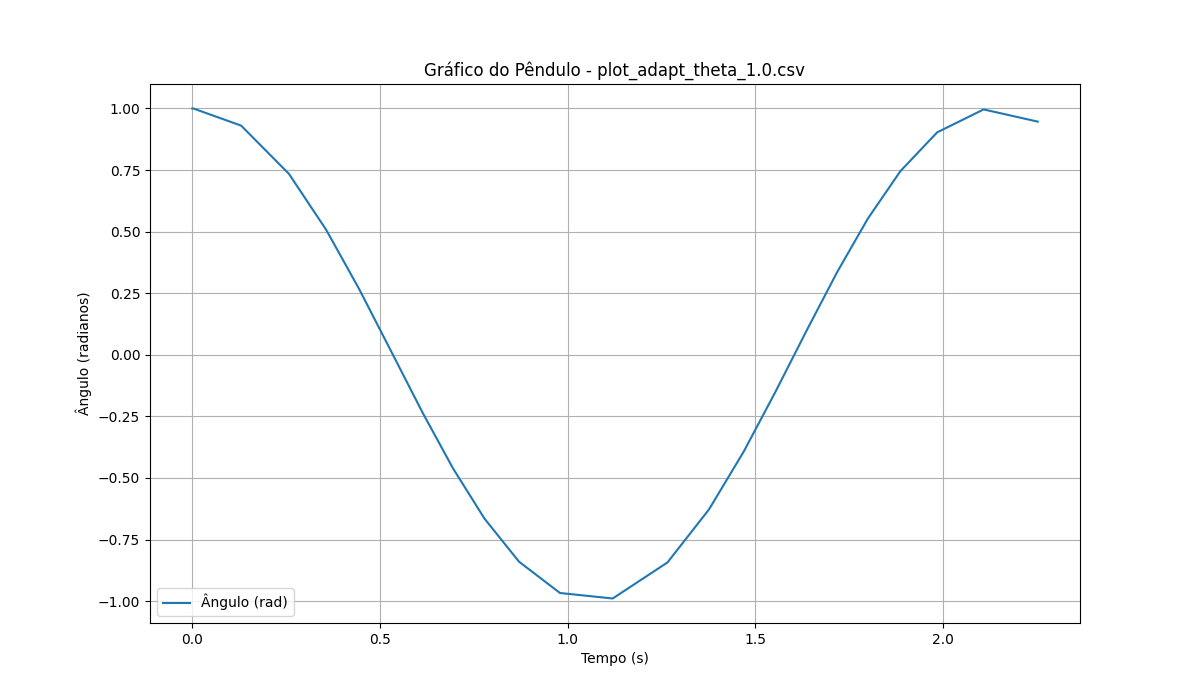 Gráfico do Pêndulo - plot_adapt_theta_1.0.csv
Ângulo (radianos)
1.00
0.75
0.50
0.25
0.00
−0.25
−0.50
−0.75
−1.00
Ângulo (rad)
0.0 0.5 1.0 1.5 2.0
Tempo (s)